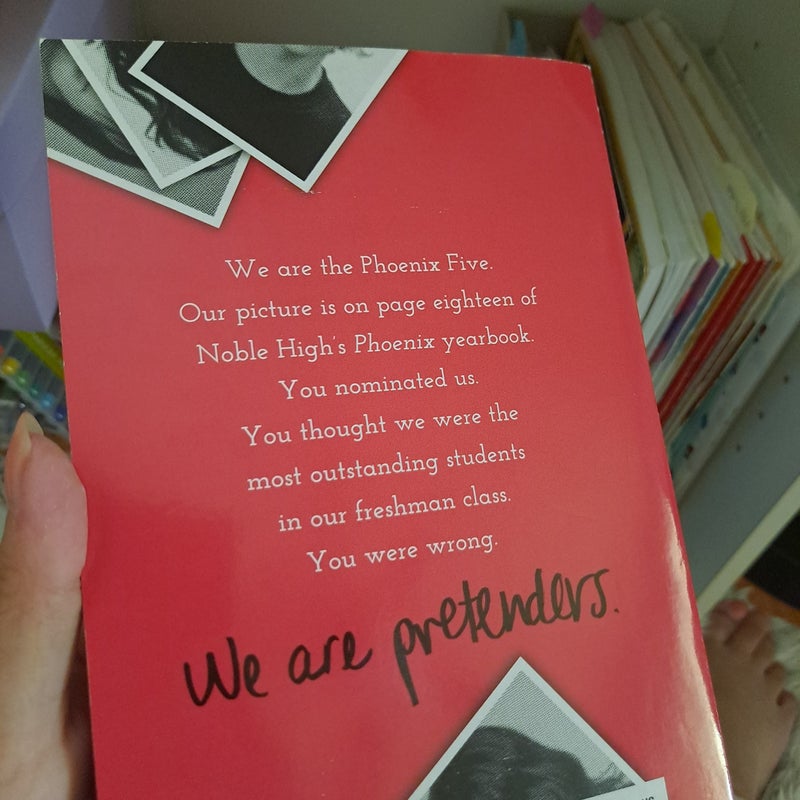 We are the Phoenix Five.
Our picture is on page eighteen of
Noble High's Phoenix yearbook.
You nominated us.
You thought we were the
most outstanding students
in our freshman class.
You were wrong.
We are pretenders.